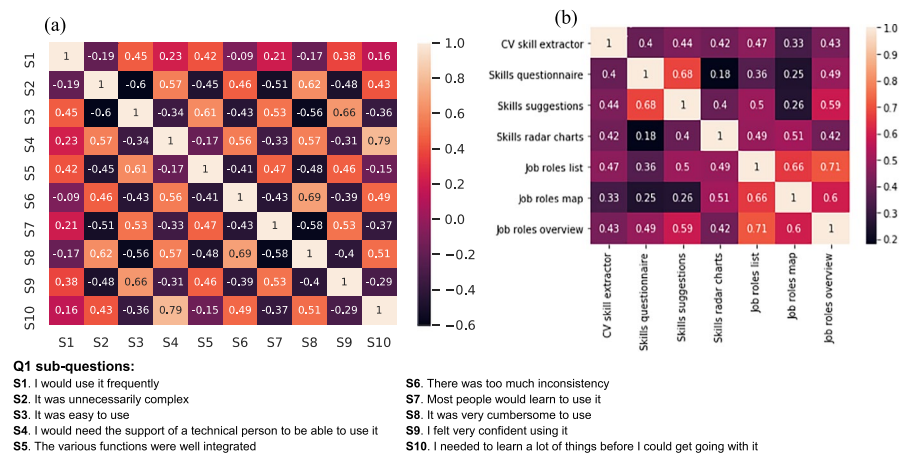 (a)
S1 1 -0.19 0.45 0.23 0.42 -0.09 0.21 -0.17 0.38 0.16
S2 -0.19 1 -0.6 0.57 -0.45 0.46 -0.51 0.62 -0.48 0.43
S3 0.45 -0.6 1 -0.34 0.61 -0.43 0.53 -0.56 0.66 -0.36
S4 0.23 0.57 -0.34 1 -0.17 0.56 -0.33 0.57 -0.31 0.79
S5 0.42 -0.45 0.61 -0.17 1 -0.41 0.47 -0.48 0.46 -0.15
S6 -0.09 0.46 -0.43 0.56 -0.41 1 -0.43 0.69 -0.39 0.49
S7 0.21 -0.51 0.53 -0.33 0.47 -0.43 1 -0.58 0.53 -0.37
S8 -0.17 0.62 -0.56 0.57 -0.48 0.69 -0.58 1 -0.4 0.51
S9 0.38 -0.48 0.66 -0.31 0.46 -0.39 0.53 -0.4 1 -0.29
S10 0.16 0.43 -0.36 0.79 -0.15 0.49 -0.37 0.51 -0.29 1
S1 S2 S3 S4 S5 S6 S7 S8 S9 S10
1.0
0.8
0.6
0.4
0.2
0.0
−0.2
−0.4
−0.6
(b)
CV skill extractor 1 0.4 0.44 0.42 0.47 0.33 0.43
Skills questionnaire 0.4 1 0.68 0.18 0.36 0.25 0.49
Skills suggestions 0.44 0.68 1 0.4 0.5 0.26 0.59
Skills radar charts 0.42 0.18 0.4 1 0.49 0.51 0.42
Job roles list 0.47 0.36 0.5 0.49 1 0.66 0.71
Job roles map 0.33 0.25 0.26 0.51 0.66 1 0.6
Job roles overview 0.43 0.49 0.59 0.42 0.71 0.6 1
CV skill extractor
Skills questionnaire
Skills suggestions
Skills radar charts
Job roles list
Job roles map
Job roles overview
1.0
0.9
0.8
0.7
0.6
0.5
0.4
0.3
0.2
Q1 sub-questions:
S1. I would use it frequently
S2. It was unnecessarily complex
S3. It was easy to use
S4. I would need the support of a technical person to be able to use it
S5. The various functions were well integrated
S6. There was too much inconsistency
S7. Most people would learn to use it
S8. It was very cumbersome to use
S9. I felt very confident using it
S10. I needed to learn a lot of things before I could get going with it